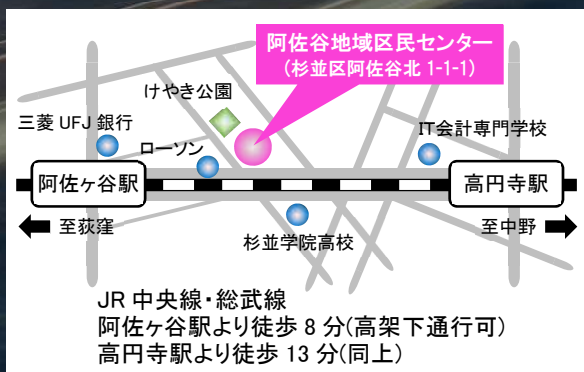 阿佐谷地域区民センター
(杉並区阿佐谷北 1-1-1)
けやき公園
三菱 UFJ 銀行
ローソン
IT会計専門学校
阿佐ヶ谷駅
高円寺駅
至荻窪
杉並学院高校
至中野
JR 中央線・総武線
阿佐ヶ谷駅より徒歩 8 分(高架下通行可)
高円寺駅より徒歩 13 分(同上)